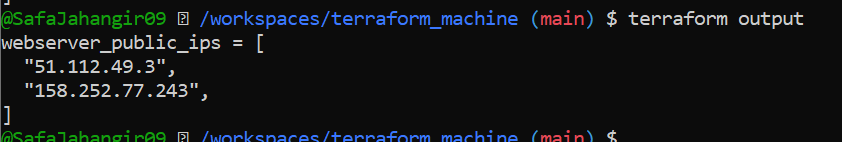 @SafaJahangir09 /workspaces/terraform_machine (main) $ terraform output
webserver_public_ips = [
  "51.112.49.3",
  "158.252.77.243",
]
@SafaJahangir09 /workspaces/terraform_machine (main) $